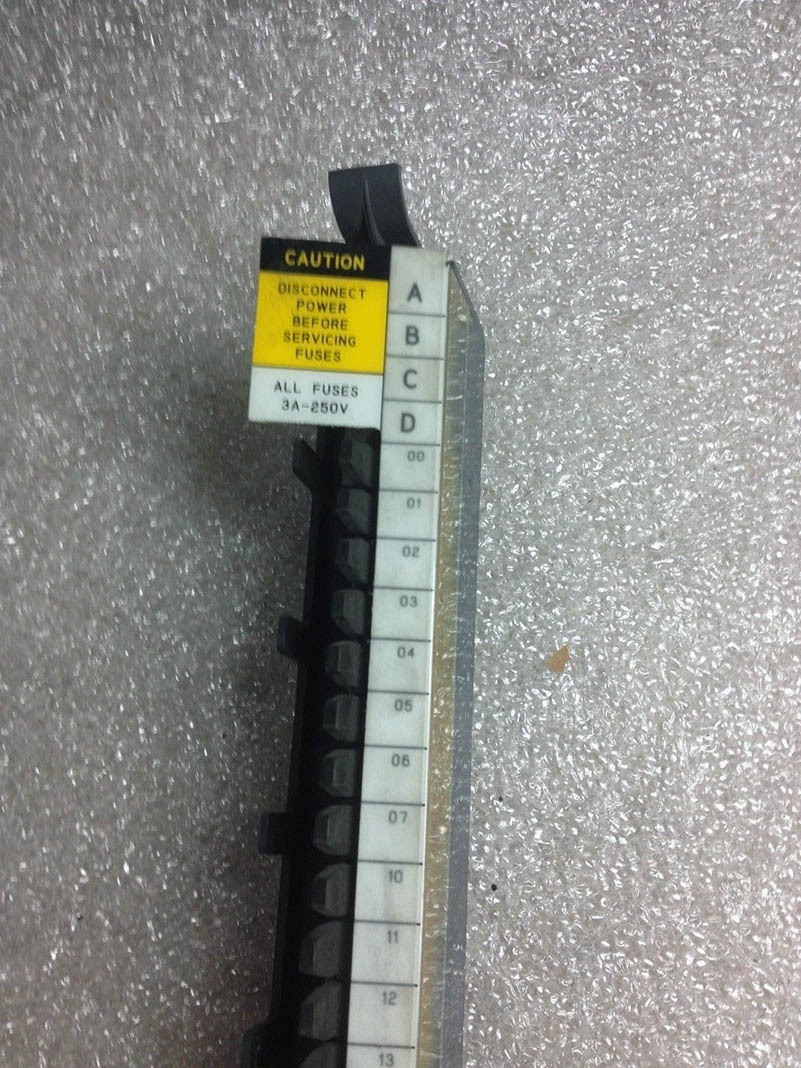 CAUTION
DISCONNECT
POWER
BEFORE
SERVICING
FUSES
ALL FUSES
3A-250V
A
B
C
D
00
01
02
03
04
05
06
07
10
11
12
13